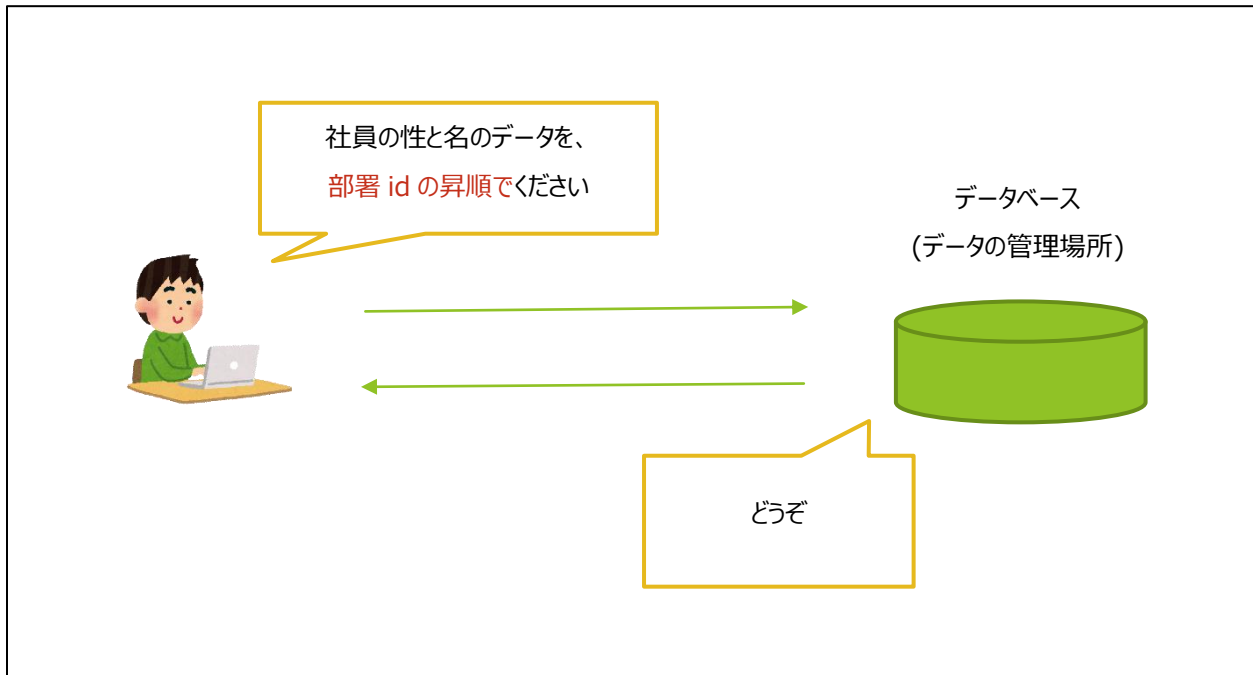 社員の性と名のデータを、
部署 id の昇順でください
データベース
(データの管理場所)
どうぞ